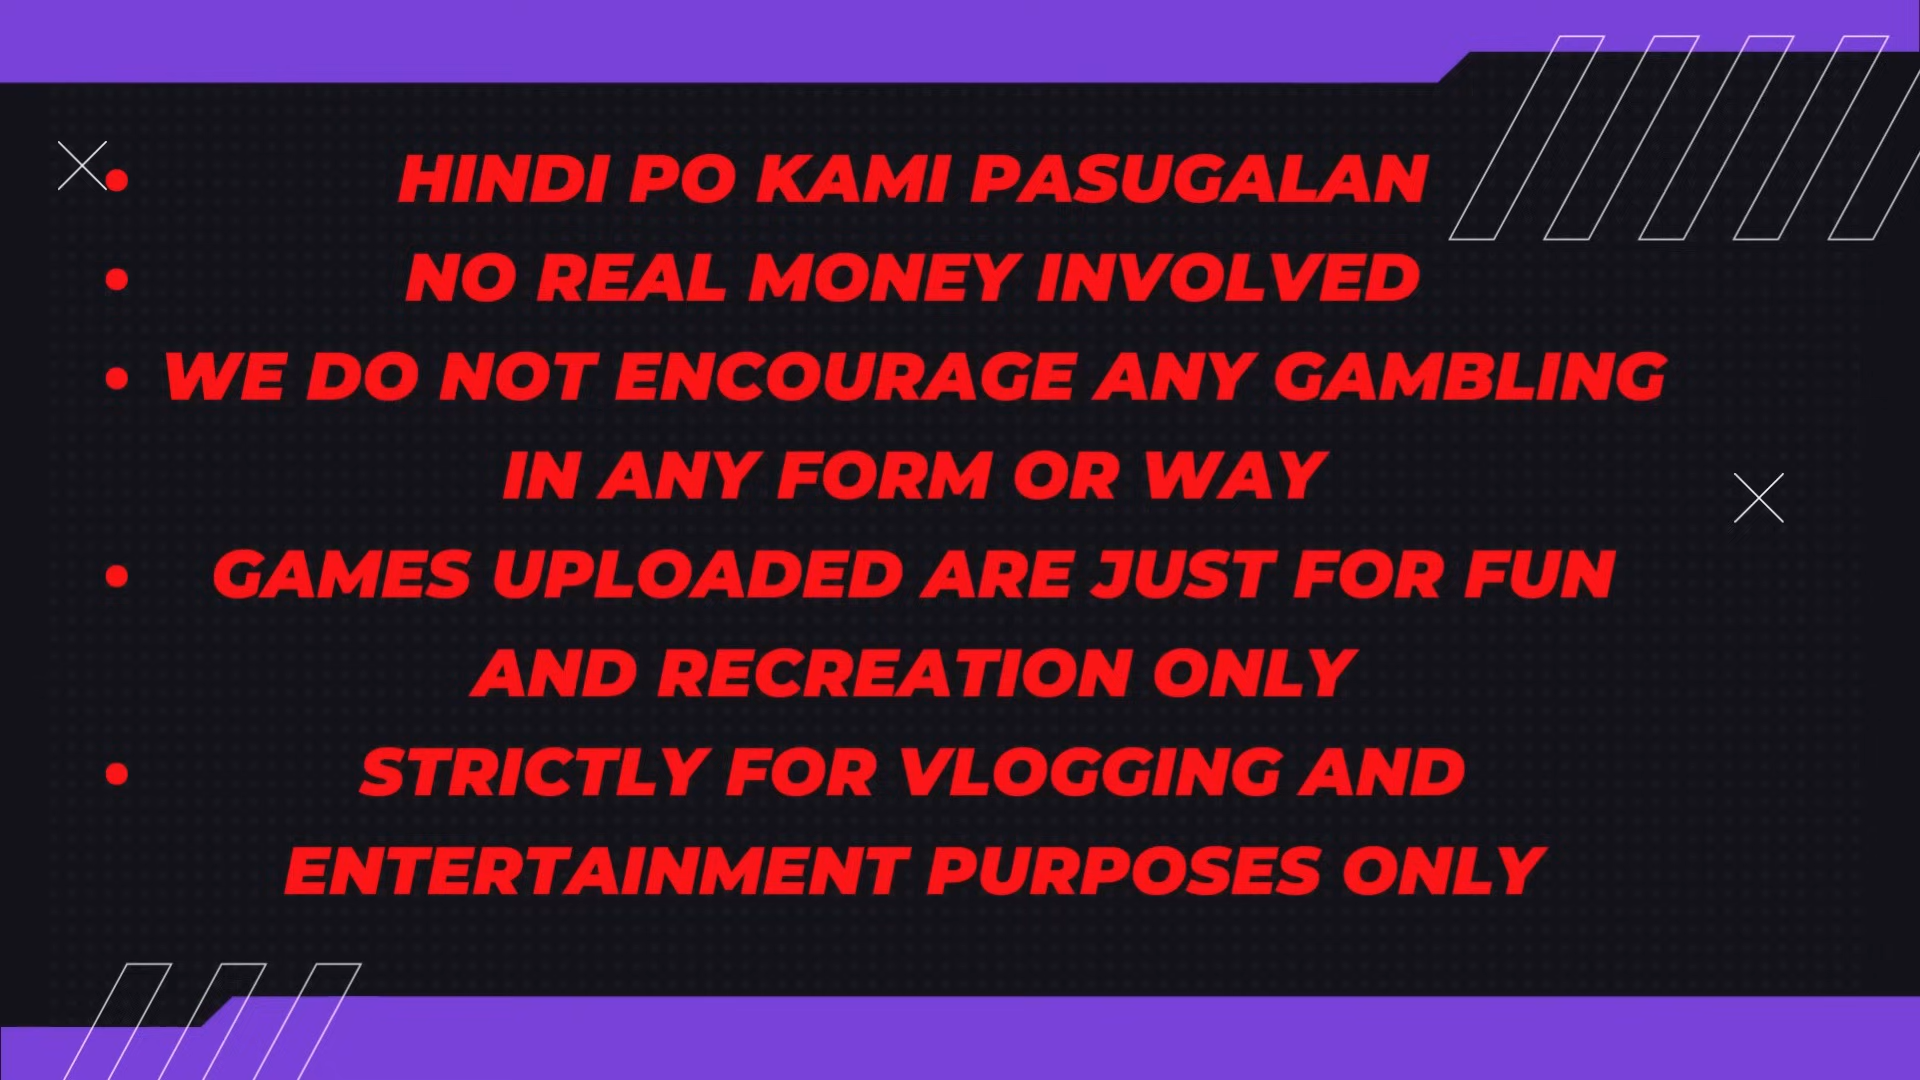 • HINDI PO KAMI PASUGALAN
• NO REAL MONEY INVOLVED
• WE DO NOT ENCOURAGE ANY GAMBLING
IN ANY FORM OR WAY
• GAMES UPLOADED ARE JUST FOR FUN
AND RECREATION ONLY
• STRICTLY FOR VLOGGING AND
ENTERTAINMENT PURPOSES ONLY